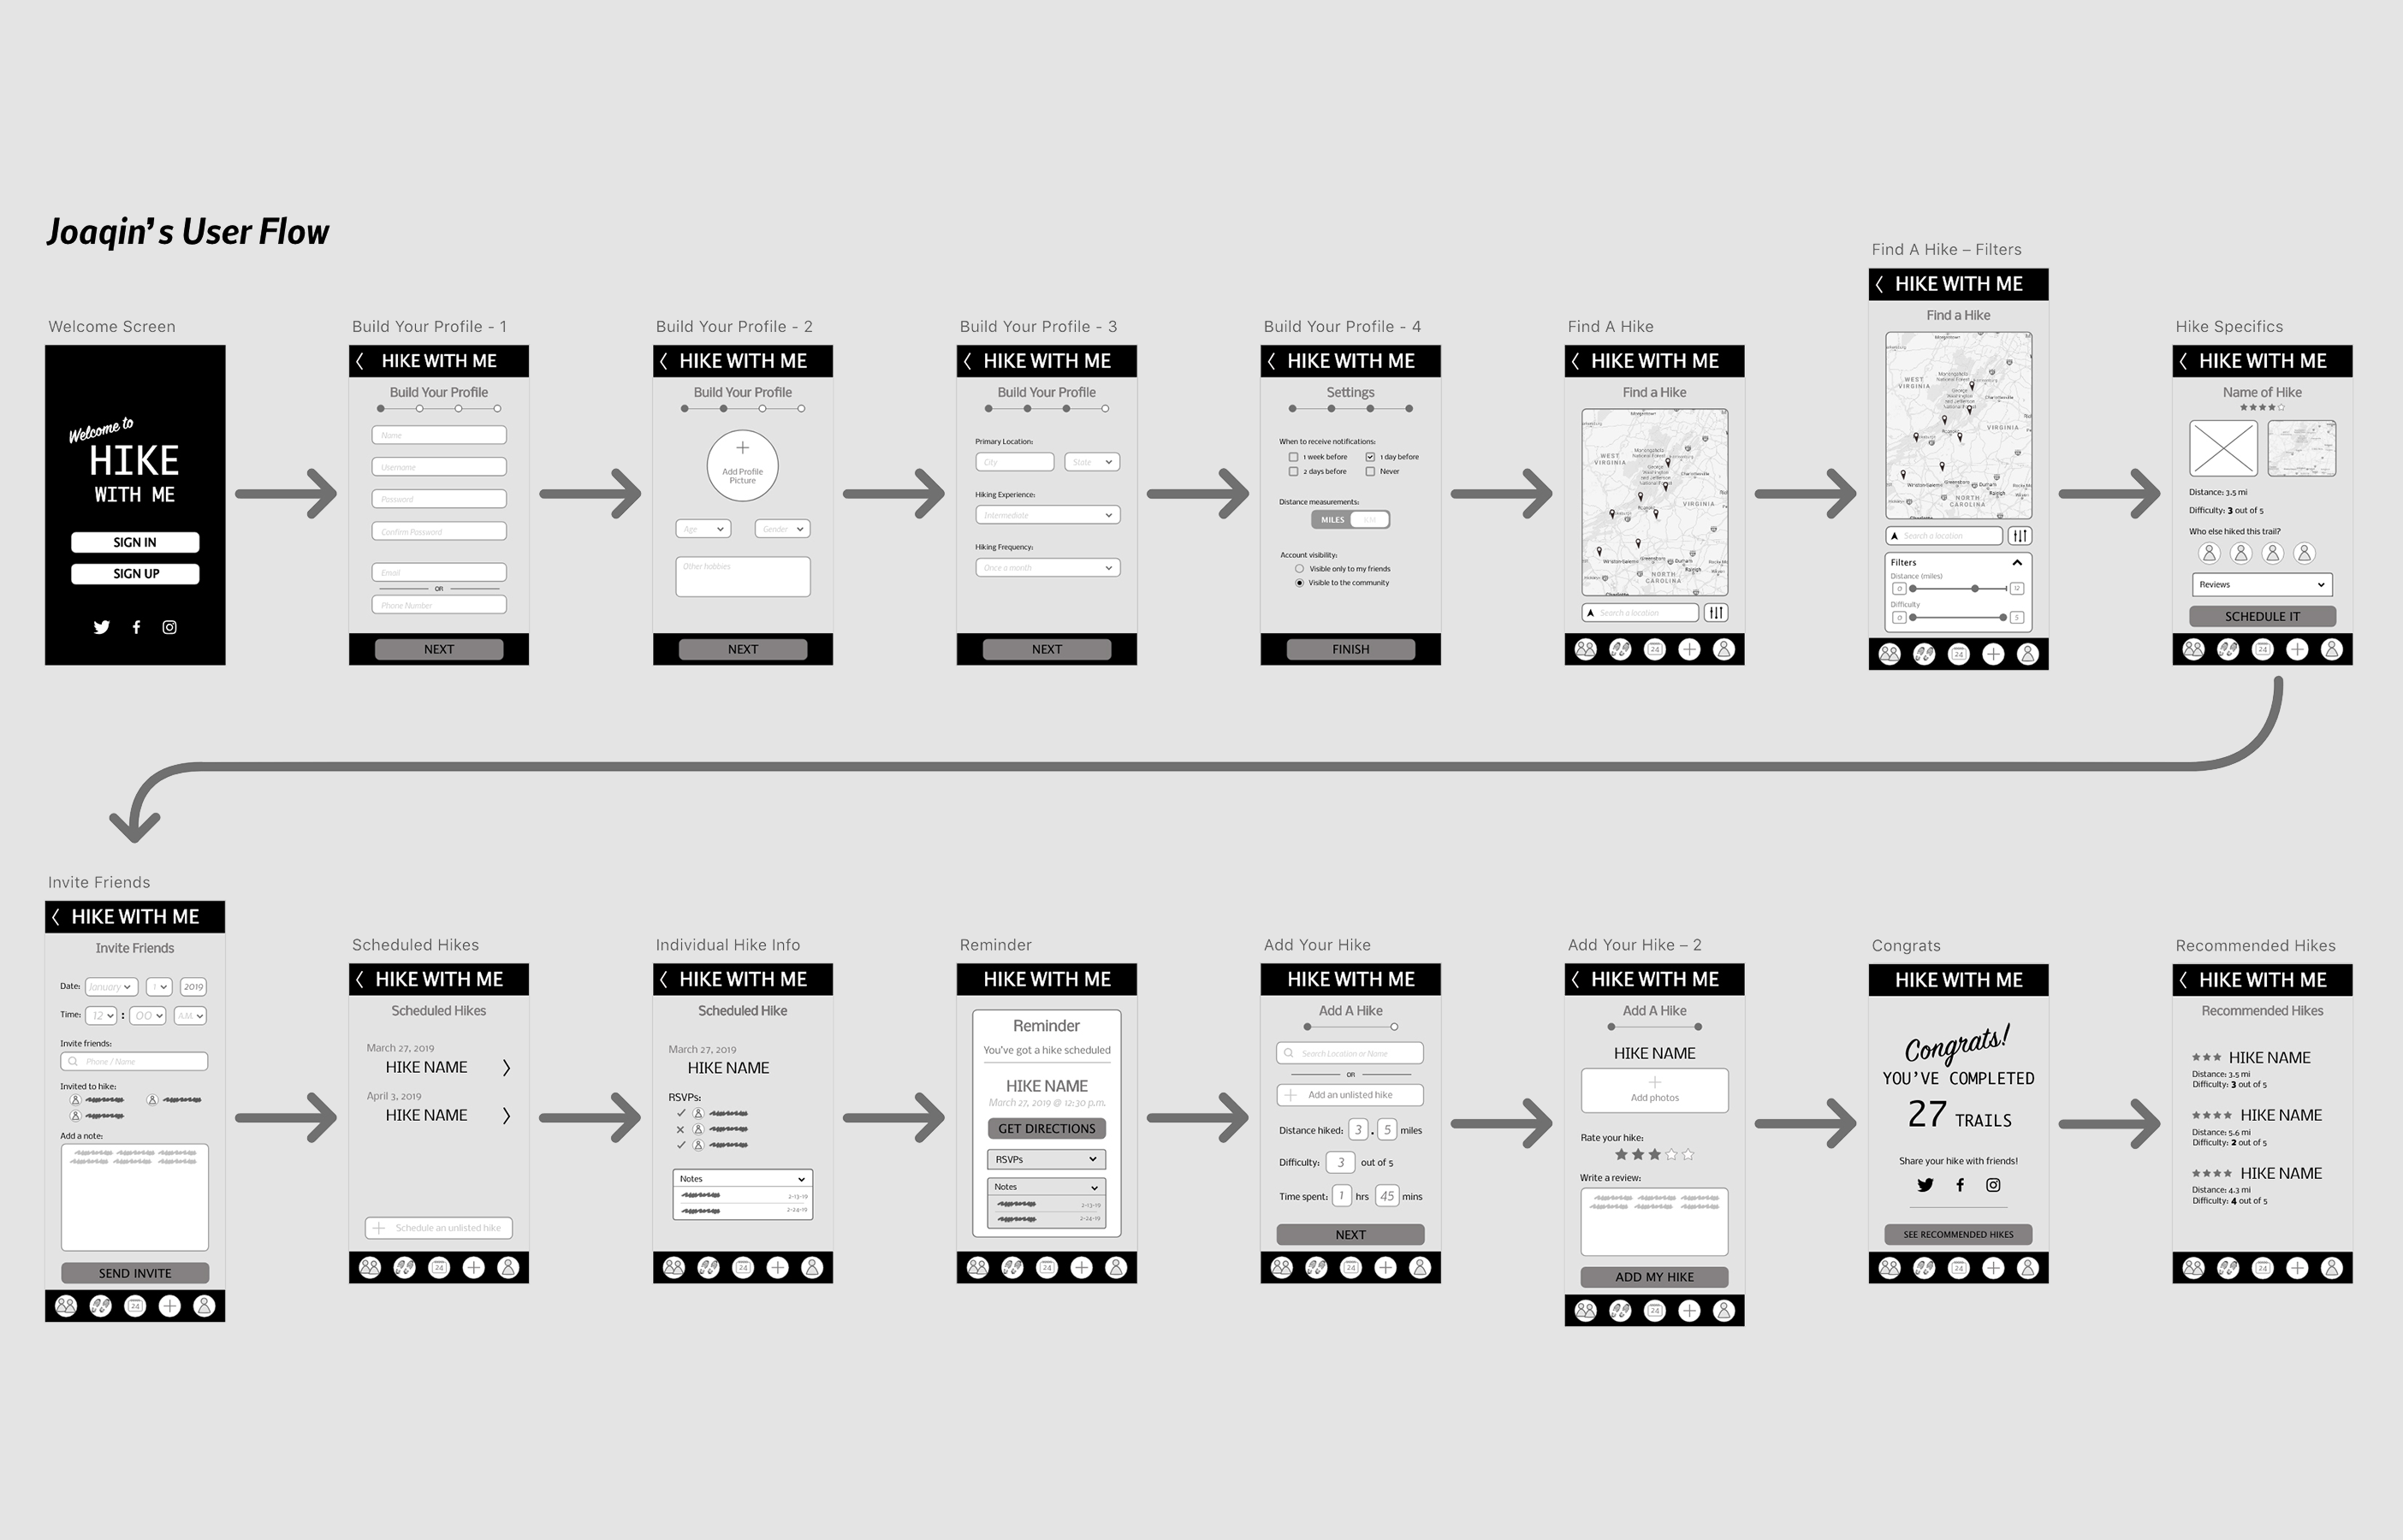 Joaqin's User Flow
Welcome Screen
Welcome to
HIKE
WITH ME
SIGN IN
SIGN UP
Build Your Profile - 1
HIKE WITH ME
Build Your Profile
Name
Username
Password
Confirm Password
Email
OR
Phone Number
NEXT
Build Your Profile - 2
HIKE WITH ME
Build Your Profile
Add Profile
Picture
Age
Gender
Other hobbies
NEXT
Build Your Profile - 3
HIKE WITH ME
Build Your Profile
Primary Location:
City
State
Hiking Experience:
Intermediate
Hiking Frequency:
Once a month
NEXT
Build Your Profile - 4
HIKE WITH ME
Settings
When to receive notifications:
1 week before
1 day before
2 days before
Never
Distance measurements:
MILES
KM
Account visibility:
Visible only to my friends
Visible to the community
FINISH
Find A Hike
HIKE WITH ME
Find a Hike
WEST
VIRGINIA
VIRGINIA
NORTH
CAROLINA
Search a location
24
Find A Hike – Filters
HIKE WITH ME
Find a Hike
WEST
VIRGINIA
VIRGINIA
NORTH
CAROLINA
Search a location
Filters
Distance (miles)
0
12
Difficulty
0
5
24
Hike Specifics
HIKE WITH ME
Name of Hike
Distance: 3.5 mi
Difficulty: 3 out of 5
Who else hiked this trail?
Reviews
SCHEDULE IT
24
Invite Friends
HIKE WITH ME
Invite Friends
Date: January 1 2019
Time: 12 : 00 A.M.
Invite friends:
Phone / Name
Invited to hike:
Add a note:
SEND INVITE
24
Scheduled Hikes
HIKE WITH ME
Scheduled Hikes
March 27, 2019
HIKE NAME
April 3, 2019
HIKE NAME
Schedule an unlisted hike
24
Individual Hike Info
HIKE WITH ME
Scheduled Hike
March 27, 2019
HIKE NAME
RSVPs:
Notes
2-13-19
2-24-19
24
Reminder
HIKE WITH ME
Reminder
You've got a hike scheduled
HIKE NAME
March 27, 2019 @ 12:30 p.m.
GET DIRECTIONS
RSVPs
Notes
2-13-19
2-24-19
24
Add Your Hike
HIKE WITH ME
Add A Hike
Search Location or Name
OR
Add an unlisted hike
Distance hiked: 3 . 5 miles
Difficulty: 3 out of 5
Time spent: 1 hrs 45 mins
NEXT
24
Add Your Hike – 2
HIKE WITH ME
Add A Hike
HIKE NAME
Add photos
Rate your hike:
Write a review:
ADD MY HIKE
24
Congrats
HIKE WITH ME
Congrats!
YOU'VE COMPLETED
27 TRAILS
Share your hike with friends!
SEE RECOMMENDED HIKES
24
Recommended Hikes
HIKE WITH ME
Recommended Hikes
HIKE NAME
Distance: 3.5 mi
Difficulty: 3 out of 5
HIKE NAME
Distance: 5.6 mi
Difficulty: 2 out of 5
HIKE NAME
Distance: 4.3 mi
Difficulty: 4 out of 5
24